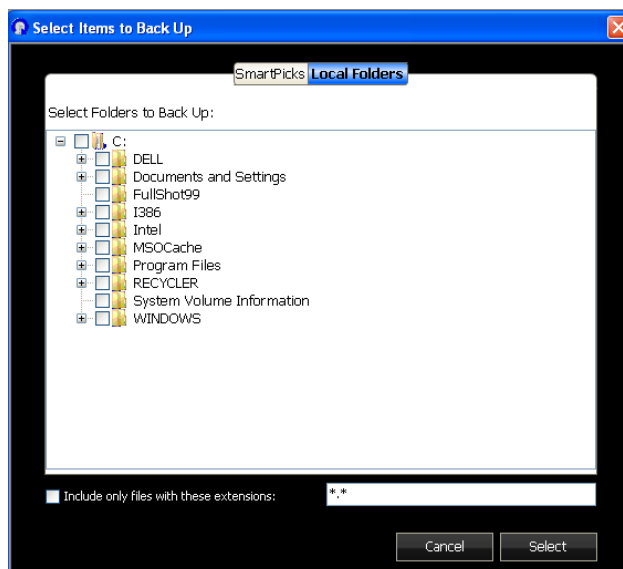 Select Items to Back Up
SmartPicks Local Folders
Select Folders to Back Up:
C:
DELL
Documents and Settings
FullShot99
I386
Intel
MSOCache
Program Files
RECYCLER
System Volume Information
WINDOWS
Include only files with these extensions: *.*
Cancel Select